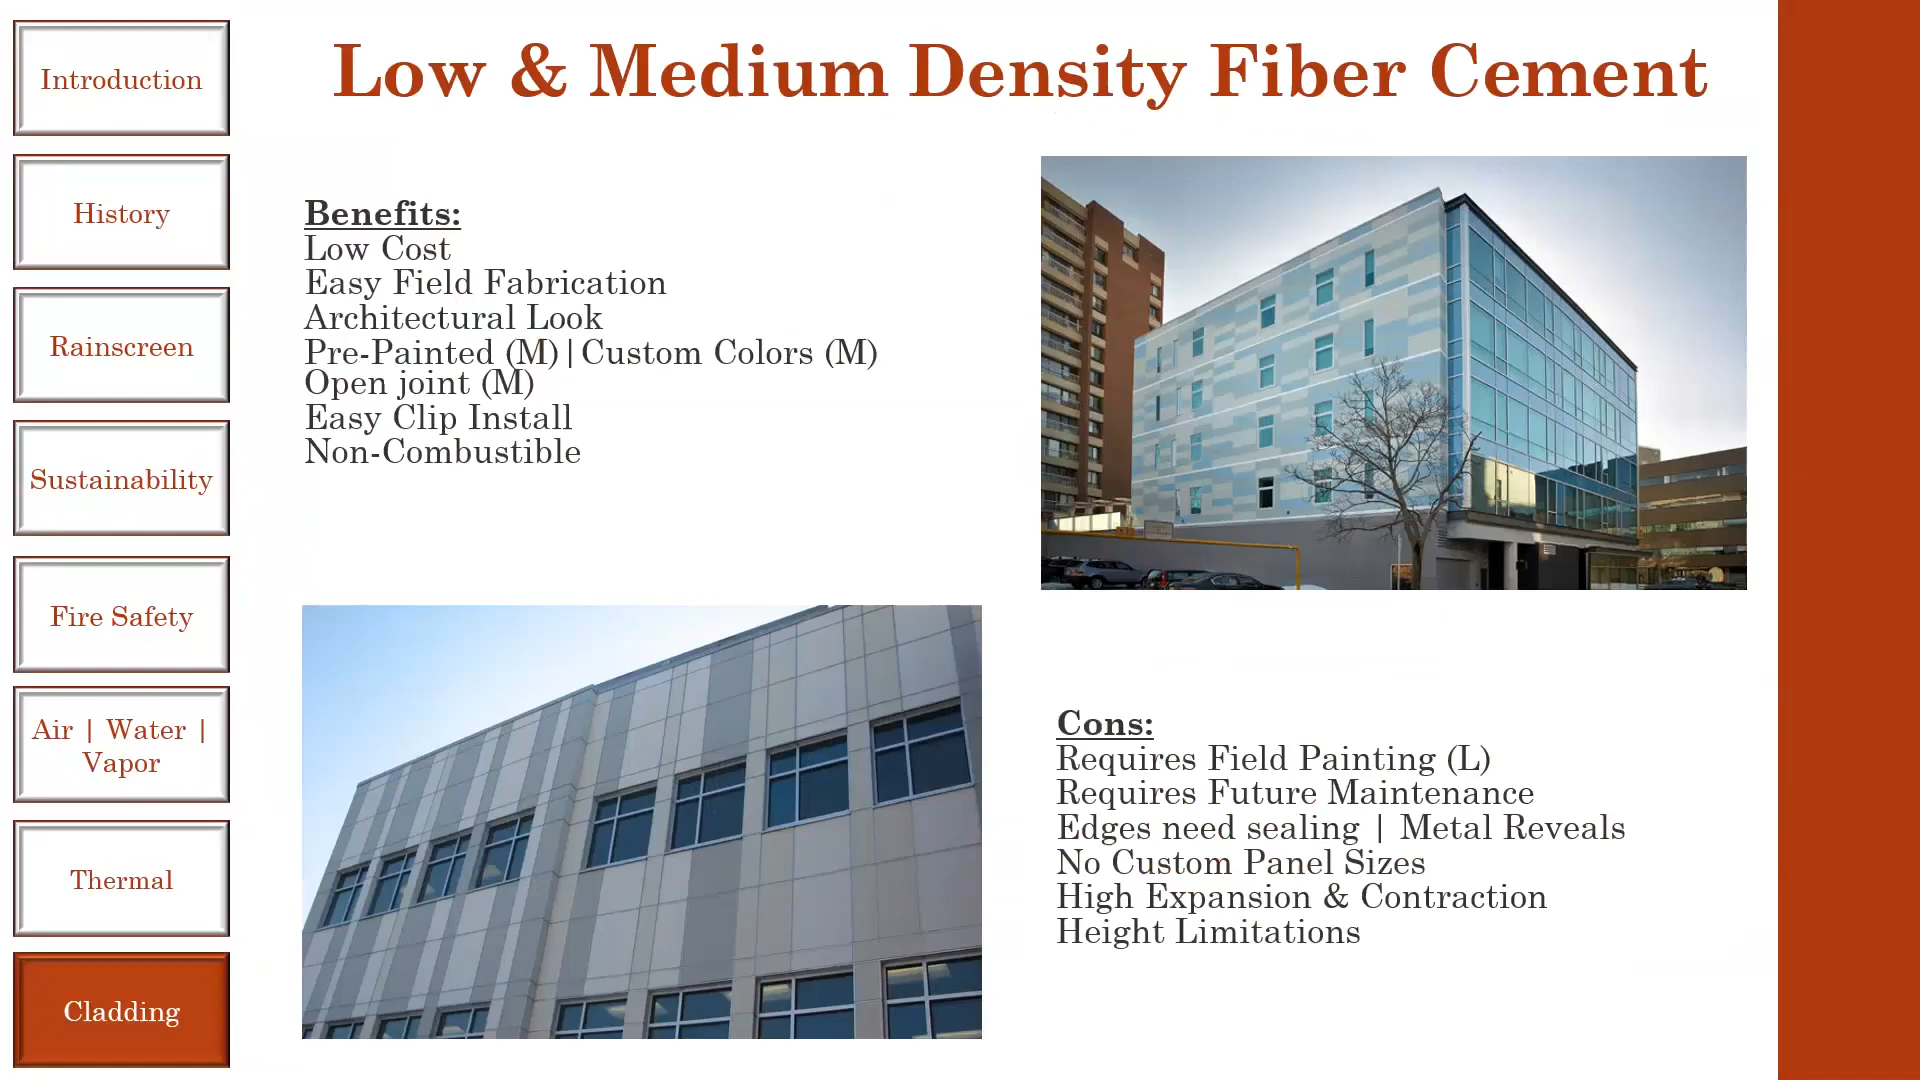 Introduction
History
Rainscreen
Sustainability
Fire Safety
Air | Water |
Vapor
Thermal
Cladding
Low & Medium Density Fiber Cement
Benefits:
Low Cost
Easy Field Fabrication
Architectural Look
Pre-Painted (M)|Custom Colors (M)
Open joint (M)
Easy Clip Install
Non-Combustible
Cons:
Requires Field Painting (L)
Requires Future Maintenance
Edges need sealing | Metal Reveals
No Custom Panel Sizes
High Expansion & Contraction
Height Limitations